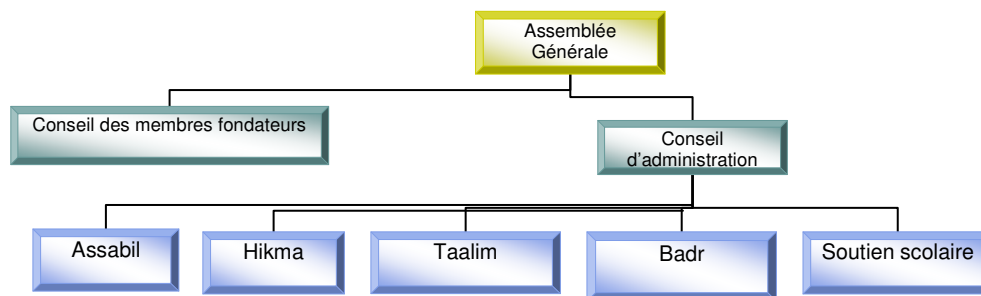 Assemblée
Générale
Conseil des membres fondateurs
Conseil
d'administration
Assabil
Hikma
Taalim
Badr
Soutien scolaire